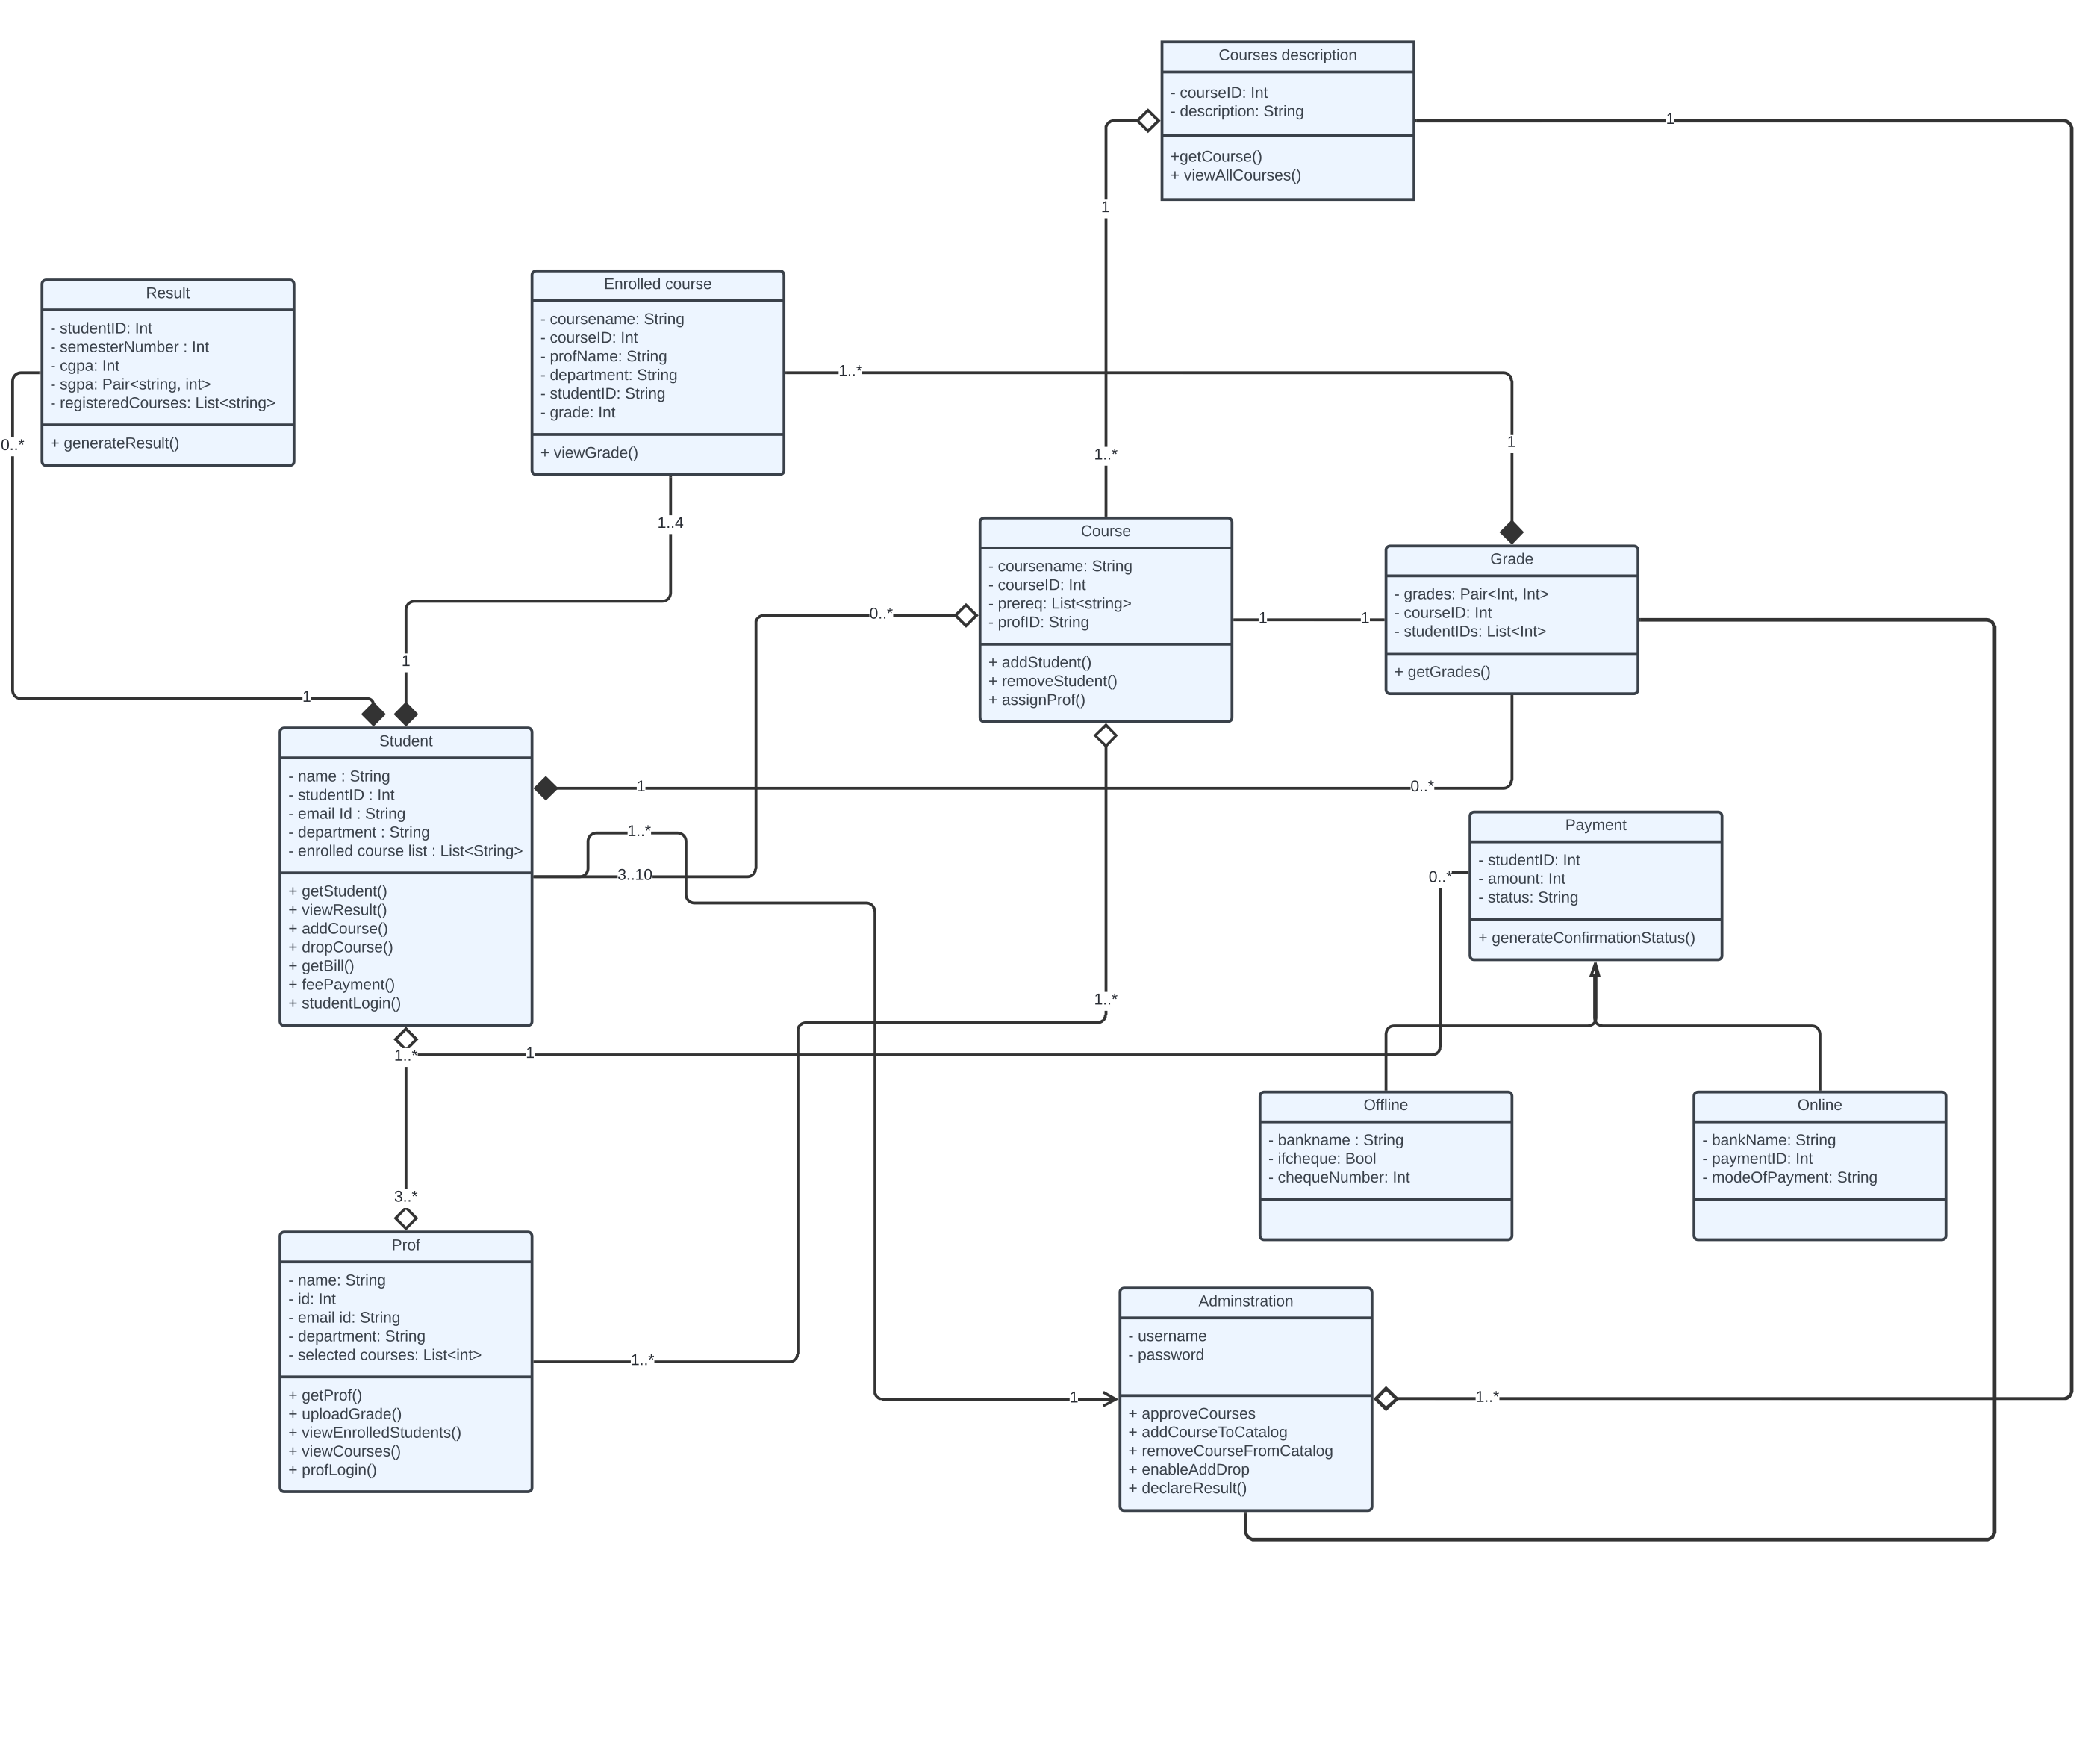 Courses description
- courseID: Int
- description: String
+getCourse()
+ viewAllCourses()
1
1
Result
- studentID: Int
- semesterNumber : Int
- cgpa: Int
- sgpa: Pair<string, int>
- registeredCourses: List<string>
+ generateResult()
0..*
1
Enrolled course
- coursename: String
- courseID: Int
- profName: String
- department: String
- studentID: String
- grade: Int
+ viewGrade()
1..*
1
1..4
1
1..*
Course
- coursename: String
- courseID: Int
- prereq: List<string>
- profID: String
+ addStudent()
+ removeStudent()
+ assignProf()
0..*
1
1
Grade
- grades: Pair<Int, Int>
- courseID: Int
- studentIDs: List<Int>
+ getGrades()
Student
- name : String
- studentID : Int
- email Id : String
- department : String
- enrolled course list : List<String>
+ getStudent()
+ viewResult()
+ addCourse()
+ dropCourse()
+ getBill()
+ feePayment()
+ studentLogin()
1
0..*
1..*
3..10
Payment
- studentID: Int
- amount: Int
- status: String
+ generateConfirmationStatus()
0..*
1..*
1..*
1
Offline
- bankname : String
- ifcheque: Bool
- chequeNumber: Int
Online
- bankName: String
- paymentID: Int
- modeOfPayment: String
3..*
Prof
- name: String
- id: Int
- email id: String
- department: String
- selected courses: List<int>
+ getProf()
+ uploadGrade()
+ viewEnrolledStudents()
+ viewCourses()
+ profLogin()
1..*
Adminstration
- username
- password
+ approveCourses
+ addCourseToCatalog
+ removeCourseFromCatalog
+ enableAddDrop
+ declareResult()
1
1..*